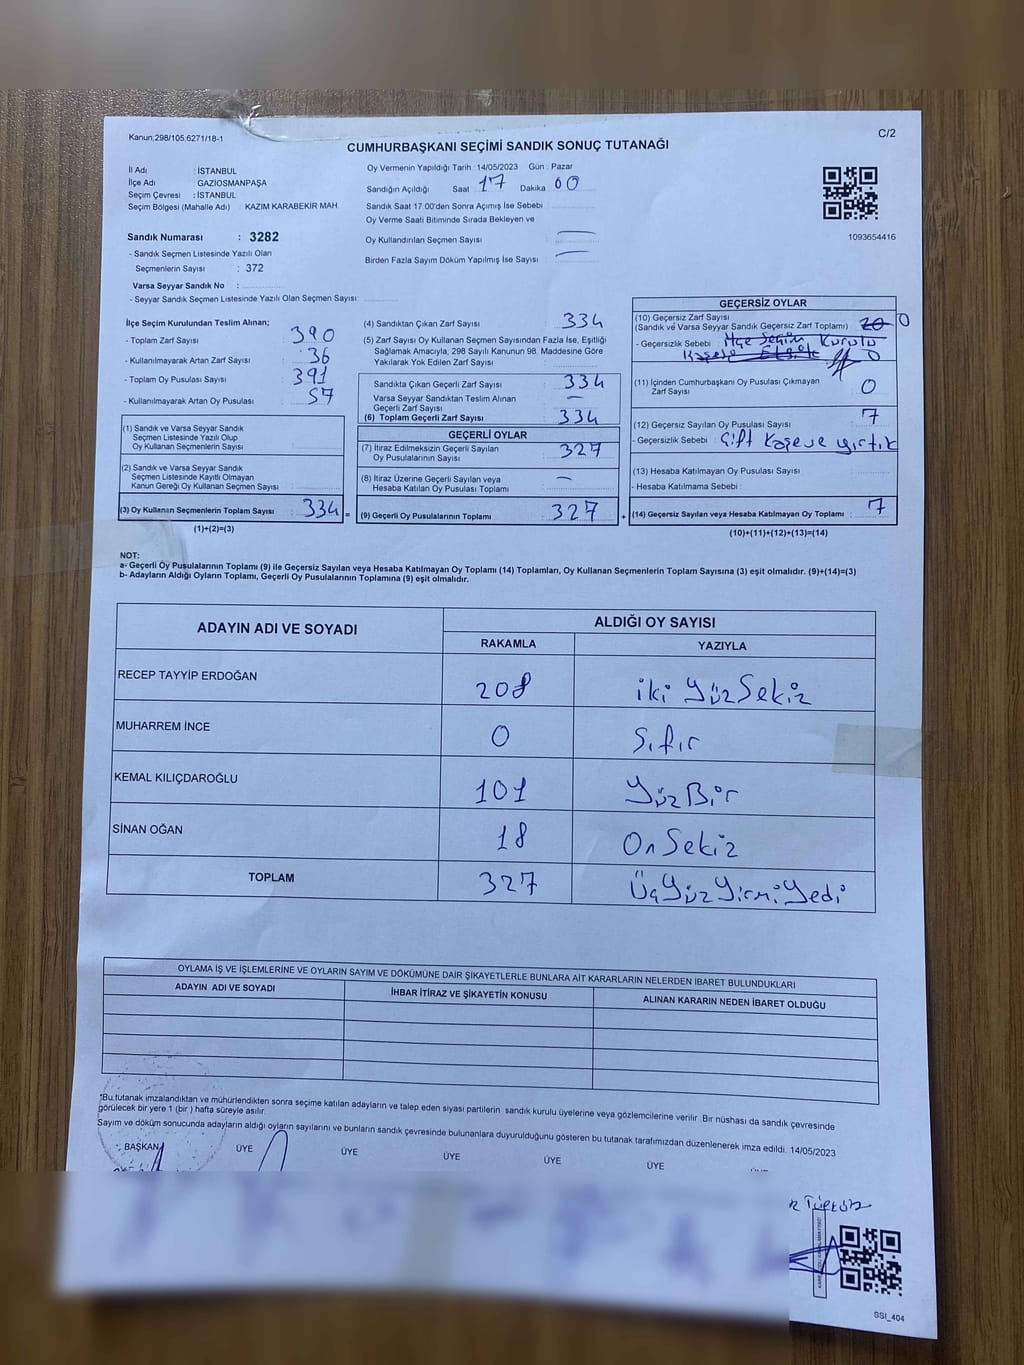 Kanun:298/105;6271/18-1
C/2
CUMHURBAŞKANI SEÇİMİ SANDIK SONUÇ TUTANAĞI
İl Adı : İSTANBUL
İlçe Adı : GAZİOSMANPAŞA
Seçim Çevresi : İSTANBUL
Seçim Bölgesi (Mahalle Adı) : KAZIM KARABEKİR MAH.
Sandık Numarası : 3282
- Sandık Seçmen Listesinde Yazılı Olan
Seçmenlerin Sayısı : 372
Varsa Seyyar Sandık No :
- Seyyar Sandık Seçmen Listesinde Yazılı Olan Seçmen Sayısı:
Oy Vermenin Yapıldığı Tarih : 14/05/2023 Gün : Pazar
Sandığın Açıldığı Saat 17 Dakika 00
Sandık Saat 17:00'den Sonra Açımış İse Sebebi :
Oy Verme Saati Bitiminde Sırada Bekleyen ve
Oy Kullandırılan Seçmen Sayısı :
Birden Fazla Sayım Döküm Yapılmış İse Sayısı :
1093654416
İlçe Seçim Kurulundan Teslim Alınan;
- Toplam Zarf Sayısı : 390
- Kullanılmayarak Artan Zarf Sayısı : 36
- Toplam Oy Pusulası Sayısı : 391
- Kullanılmayarak Artan Oy Pusulası : 57
(1) Sandık ve Varsa Seyyar Sandık
Seçmen Listesinde Yazılı Olup
Oy Kullanan Seçmenlerin Sayısı :
(2) Sandık ve Varsa Seyyar Sandık
Seçmen Listesinde Kayıtlı Olmayan
Kanun Gereği Oy Kullanan Seçmen Sayısı :
(3) Oy Kullanan Seçmenlerin Toplam Sayısı : 334 =
(1)+(2)=(3)
(4) Sandıktan Çıkan Zarf Sayısı : 334
(5) Zarf Sayısı Oy Kullanan Seçmen Sayısından Fazla İse, Eşitliği
Sağlamak Amacıyla, 298 Sayılı Kanunun 98. Maddesine Göre
Yakılarak Yok Edilen Zarf Sayısı :
Sandıkta Çıkan Geçerli Zarf Sayısı : 334
Varsa Seyyar Sandıktan Teslim Alınan
Geçerli Zarf Sayısı : —
(6) Toplam Geçerli Zarf Sayısı : 334
GEÇERLİ OYLAR
(7) İtiraz Edilmeksizin Geçerli Sayılan
Oy Pusulalarının Sayısı : 327
(8) İtiraz Üzerine Geçerli Sayılan veya
Hesaba Katılan Oy Pusulaları Toplamı : —
(9) Geçerli Oy Pusulalarının Toplamı : 327 +
GEÇERSİZ OYLAR
(10) Geçersiz Zarf Sayısı
(Sandık ve Varsa Seyyar Sandık Geçersiz Zarf Toplamı) : 20 0
- Geçersizlik Sebebi : İlçe Seçim Kurulu
Kaşesi Eksik 0
(11) İçinden Cumhurbaşkanı Oy Pusulası Çıkmayan
Zarf Sayısı : 0
(12) Geçersiz Sayılan Oy Pusulası Sayısı : 7
- Geçersizlik Sebebi : Çift Kaşe ve yırtık
(13) Hesaba Katılmayan Oy Pusulası Sayısı :
- Hesaba Katılmama Sebebi :
(14) Geçersiz Sayılan veya Hesaba Katılmayan Oy Toplamı : 7
(10)+(11)+(12)+(13)=(14)
NOT:
a- Geçerli Oy Pusulalarının Toplamı (9) ile Geçersiz Sayılan veya Hesaba Katılmayan Oy Toplamı (14) Toplamları, Oy Kullanan Seçmenlerin Toplam Sayısına (3) eşit olmalıdır. (9)+(14)=(3)
b- Adayların Aldığı Oyların Toplamı, Geçerli Oy Pusulalarının Toplamına (9) eşit olmalıdır.
ADAYIN ADI VE SOYADI
ALDIĞI OY SAYISI
RAKAMLA YAZIYLA
RECEP TAYYİP ERDOĞAN 208 iki YüzSekiz
MUHARREM İNCE 0 Sıfır
KEMAL KILIÇDAROĞLU 101 YüzBir
SİNAN OĞAN 18 On Sekiz
TOPLAM 327 ÜçYüzYirmiYedi
OYLAMA İŞ VE İŞLEMLERİNE VE OYLARIN SAYIM VE DÖKÜMÜNE DAİR ŞİKAYETLERLE BUNLARA AİT KARARLARIN NELERDEN İBARET BULUNDUKLARI
ADAYIN ADI VE SOYADI İHBAR İTİRAZ VE ŞİKAYETİN KONUSU ALINAN KARARIN NEDEN İBARET OLDUĞU
*Bu tutanak imzalandıktan ve mühürlendikten sonra seçime katılan adayların ve talep eden siyasi partilerin sandık kurulu üyelerine veya gözlemcilerine verilir. Bir nüshası da sandık çevresinde
görülecek bir yere 1 (bir ) hafta süreyle asılır.
Sayım ve döküm sonucunda adayların aldığı oyların sayılarını ve bunların sandık çevresinde bulunanlara duyurulduğunu gösteren bu tutanak tarafımızdan düzenlenerek imza edildi. 14/05/2023
BAŞKAN ÜYE ÜYE ÜYE ÜYE ÜYE
SSI_404